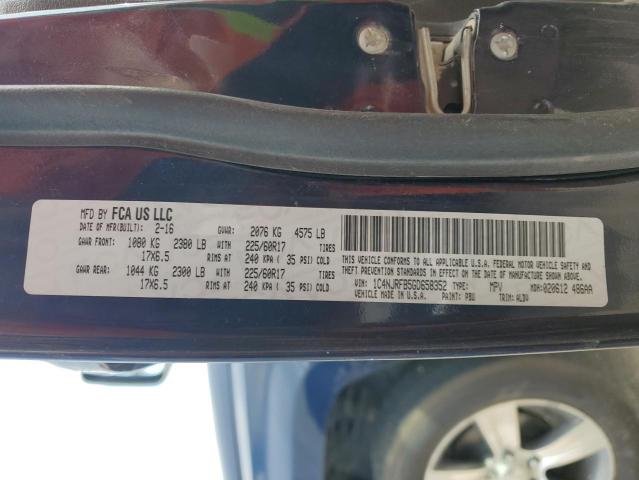 MFD BY FCA US LLC
DATE OF MFR(BUILT): 2-16 GVWR: 2076 KG 4575 LB
GAWR FRONT: 1080 KG 2380 LB WITH 225/60R17 TIRES
17X6.5 RIMS AT 240 KPA ( 35 PSI) COLD
GAWR REAR: 1044 KG 2300 LB WITH 225/60R17 TIRES
17X6.5 RIMS AT 240 KPA ( 35 PSI) COLD
THIS VEHICLE CONFORMS TO ALL APPLICABLE U.S.A. FEDERAL MOTOR VEHICLE SAFETY AND
THEFT PREVENTION STANDARDS IN EFFECT ON THE DATE OF MANUFACTURE SHOWN ABOVE.
VIN: 1C4NJRFB5GD658352 TYPE: MPV MDH: 020612 486AA
VEHICLE MADE IN U.S.A. PAINT: PBU TRIM: ALDV